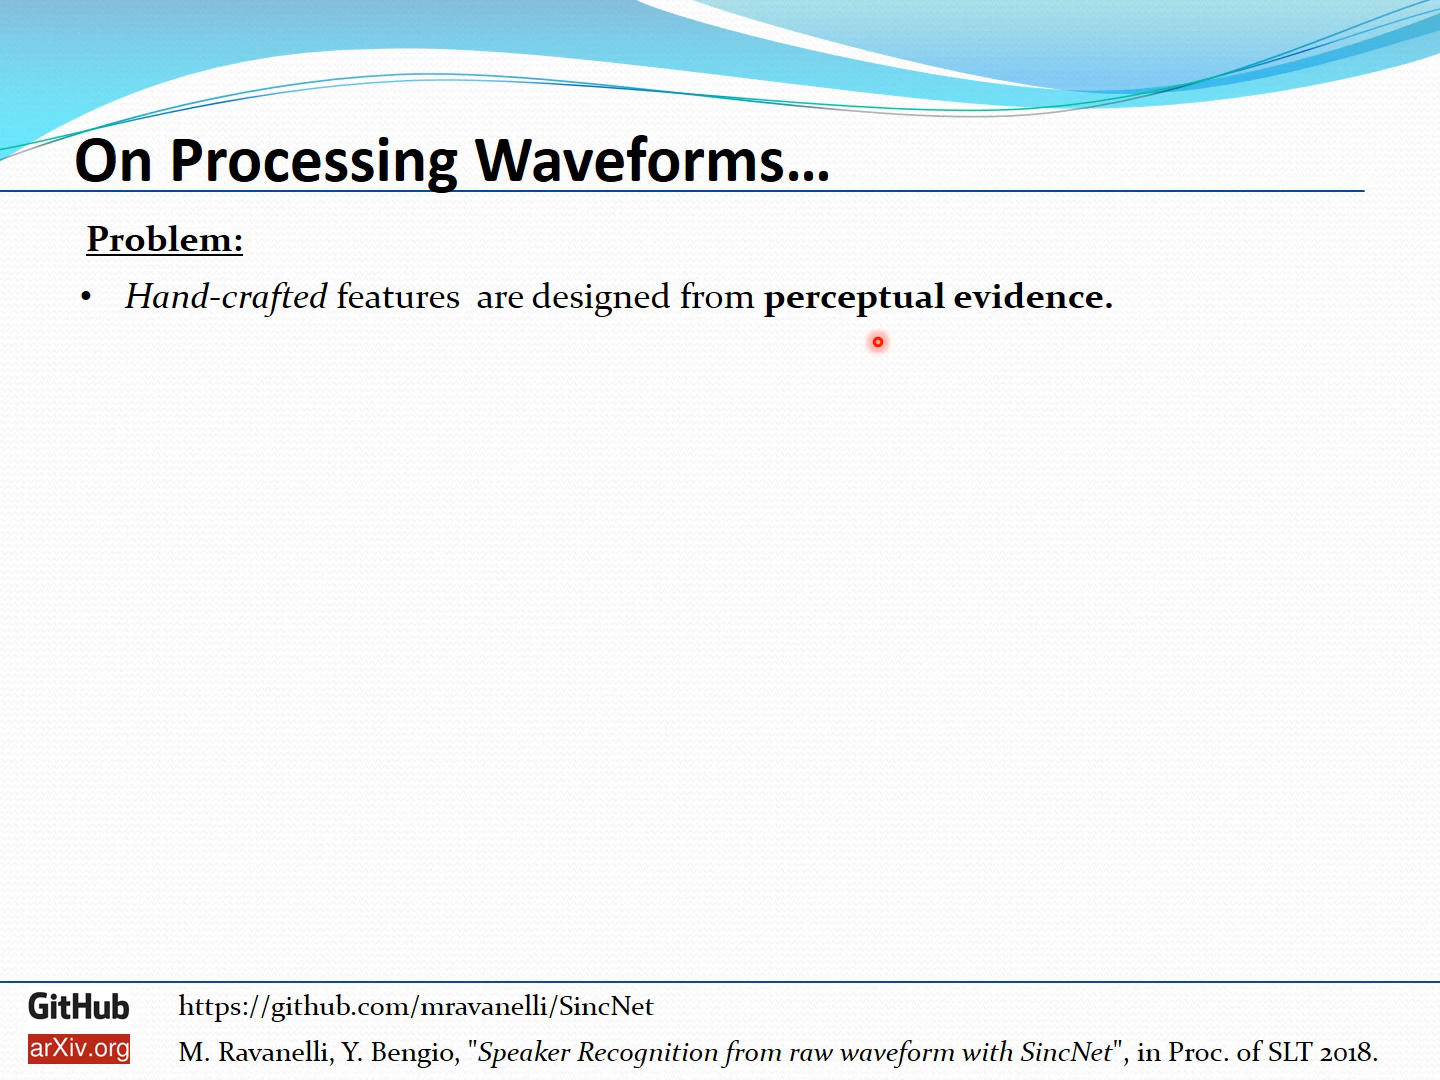 On Processing Waveforms…
Problem:
• Hand-crafted features are designed from perceptual evidence.
GitHub https://github.com/mravanelli/SincNet
arXiv.org M. Ravanelli, Y. Bengio, "Speaker Recognition from raw waveform with SincNet", in Proc. of SLT 2018.